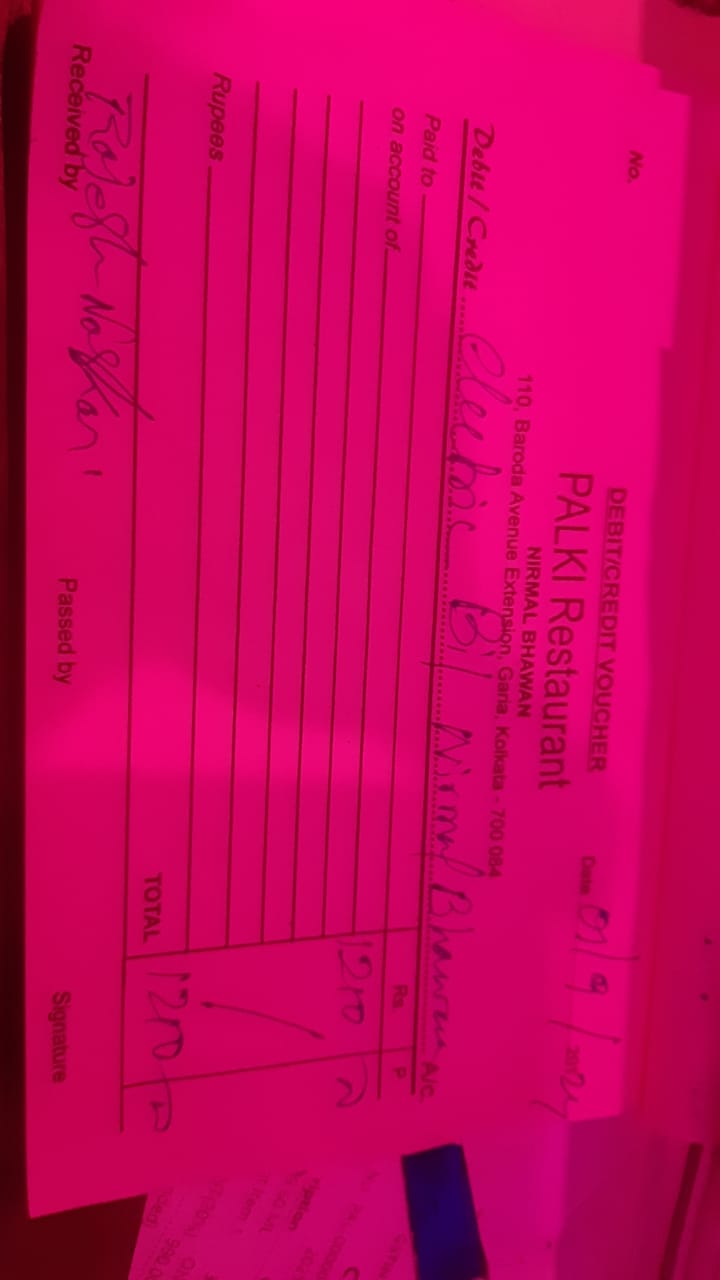 No.
DEBIT/CREDIT VOUCHER
PALKI Restaurant
NIRMAL BHAWAN
110, Baroda Avenue Extension, Garia, Kolkata - 700 084
Date 01/9/2024
Debit / Credit Electric Bil Nirmal Bhawan A/c.
Paid to
on account of
Rs. P
1210
Rupees
TOTAL 1210
Rajesh Naskar
Received by Passed by Signature